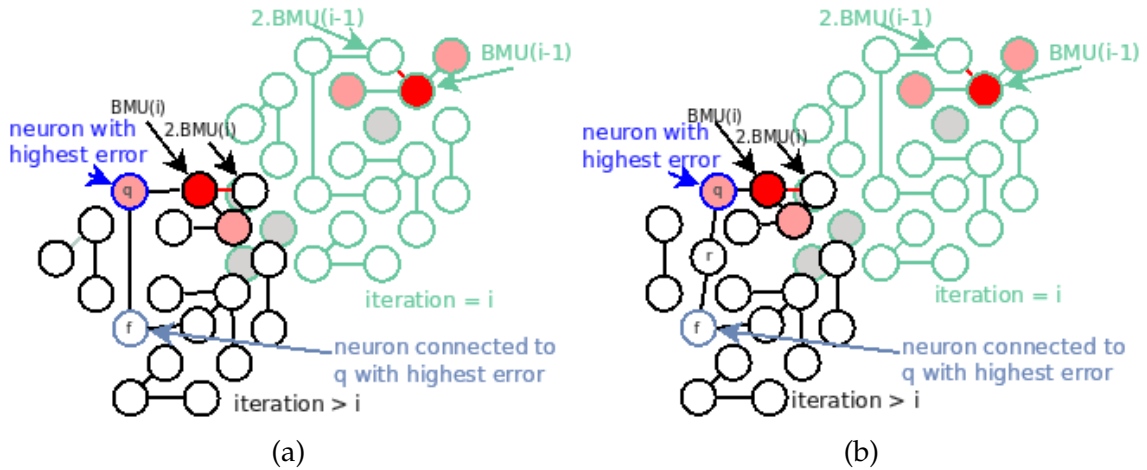 2.BMU(i-1)
BMU(i-1)
BMU(i)
2.BMU(i)
neuron with
highest error
q
f
iteration = i
neuron connected to
q with highest error
iteration > i
(a)
2.BMU(i-1)
BMU(i-1)
BMU(i)
2.BMU(i)
neuron with
highest error
q
r
f
iteration = i
neuron connected to
q with highest error
iteration > i
(b)